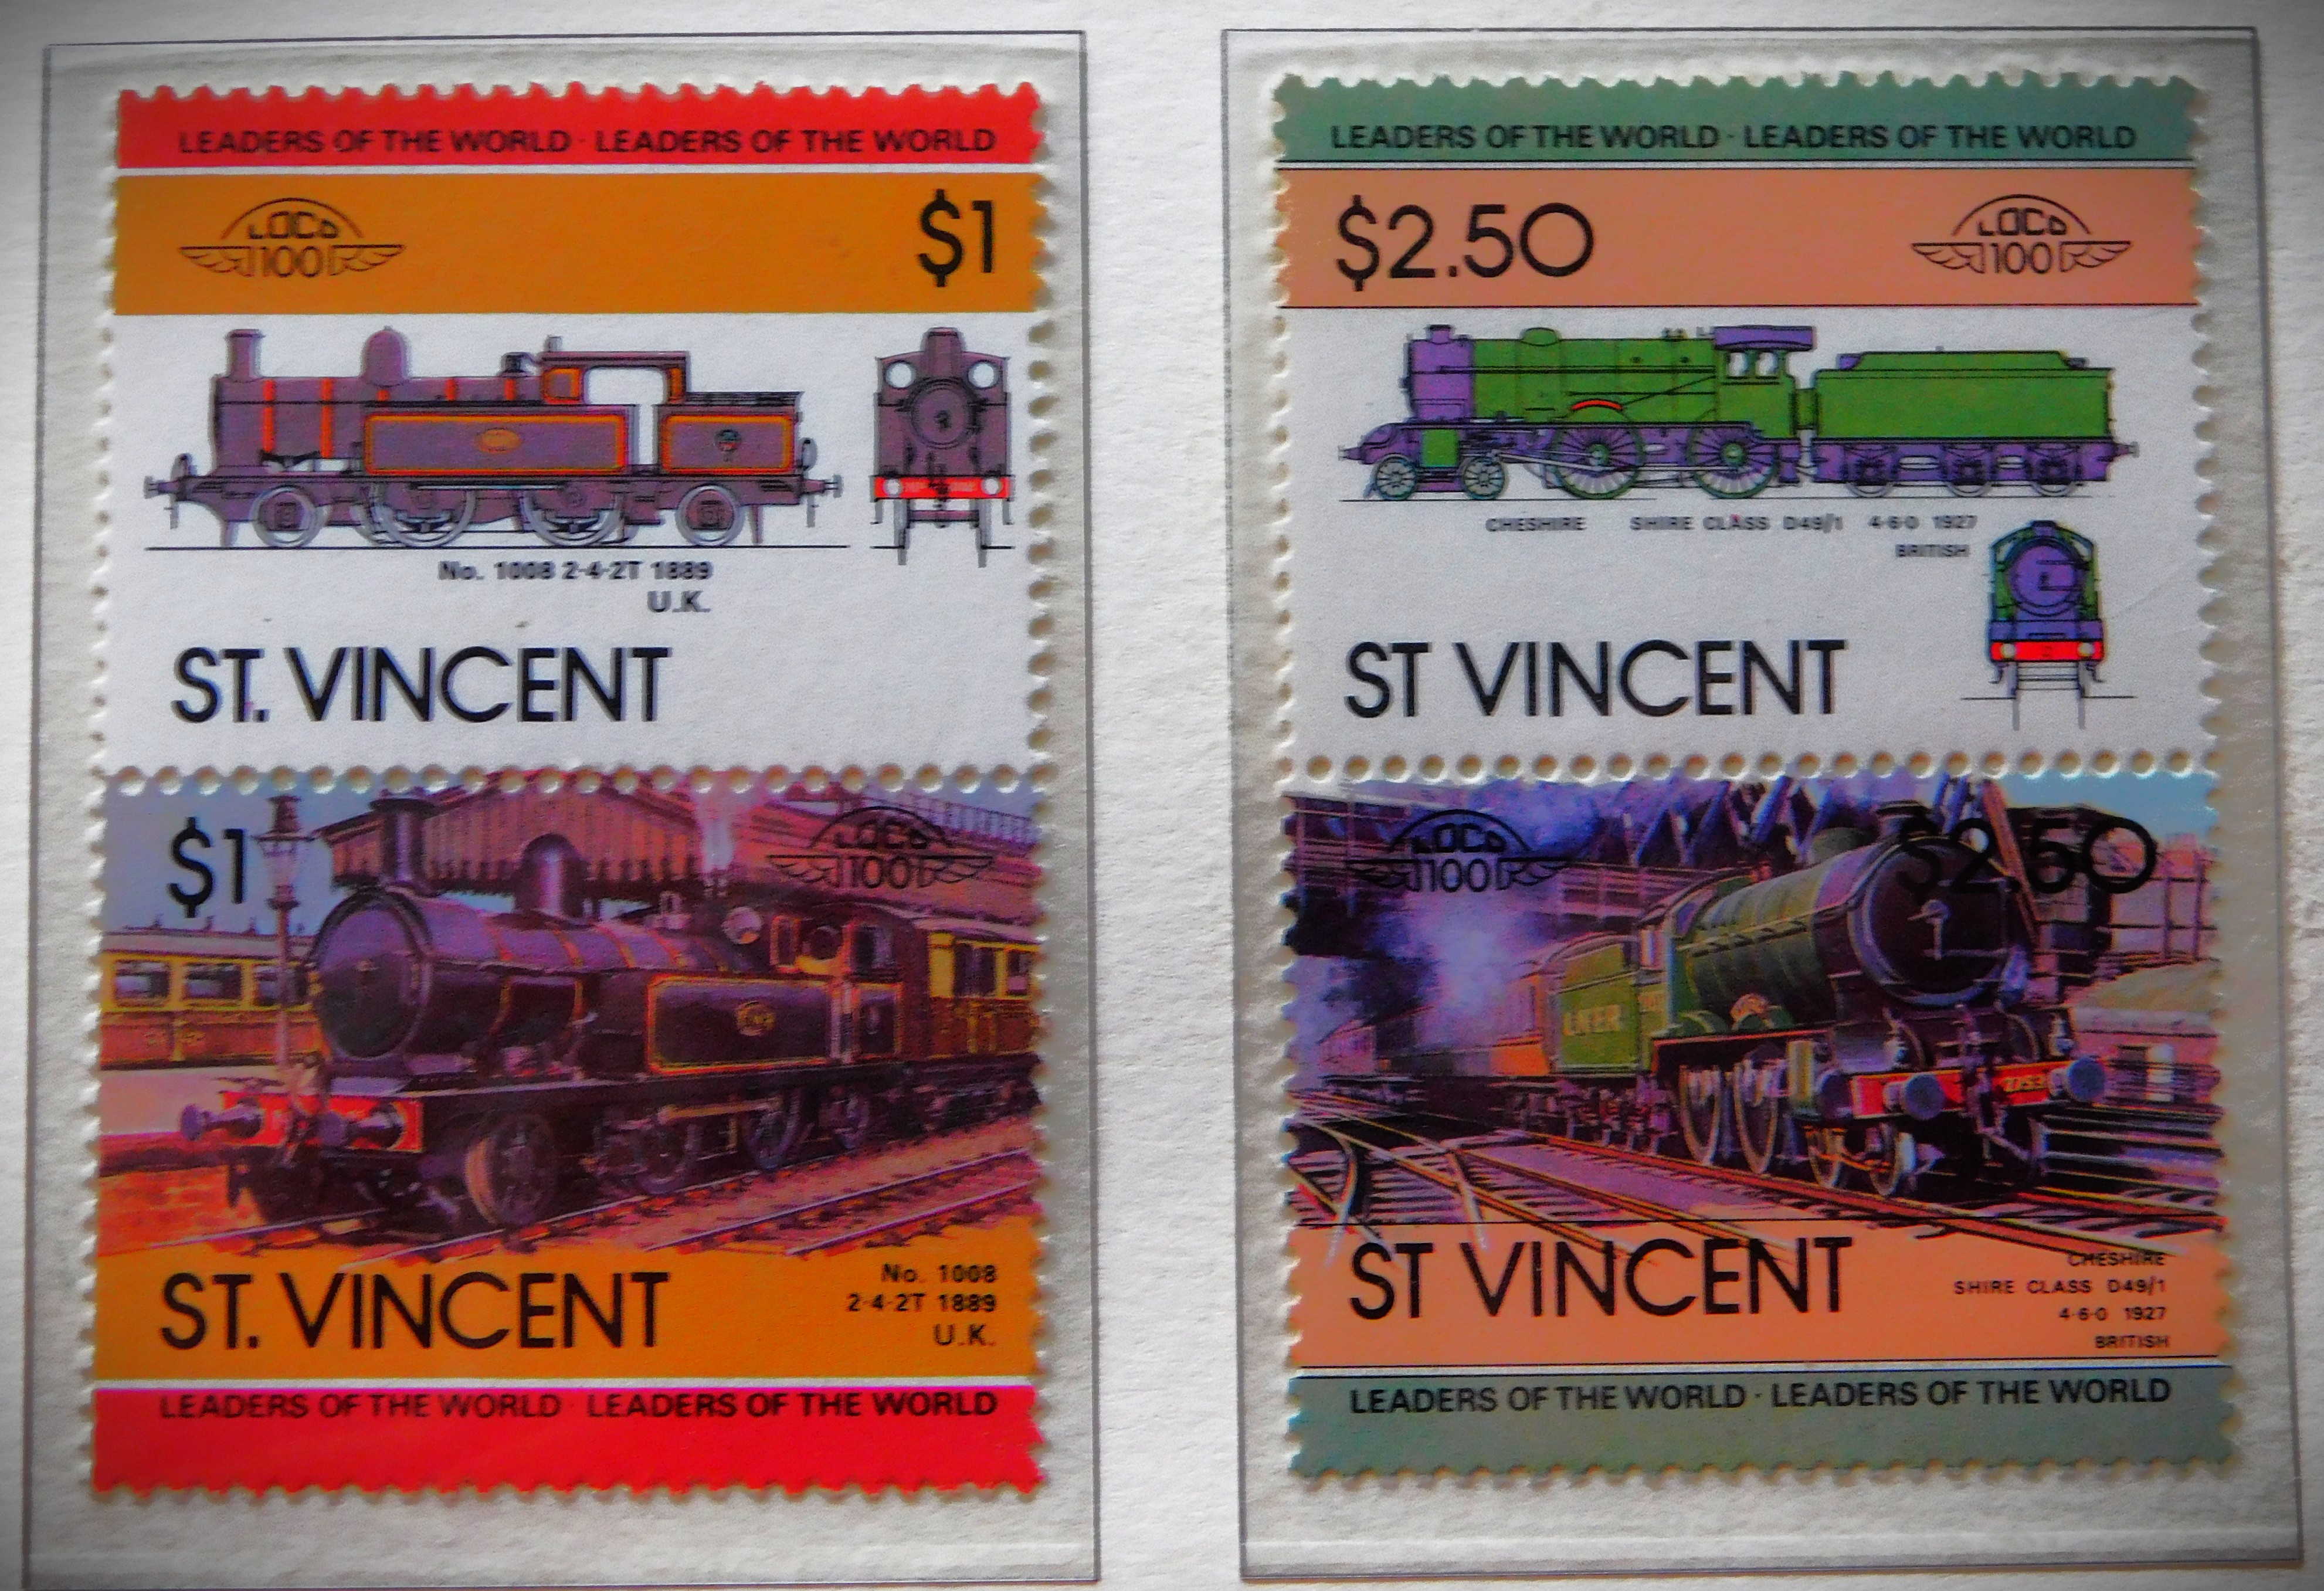 LEADERS OF THE WORLD · LEADERS OF THE WORLD
LOCO
100
$1
No. 1008 2·4·2T 1889
U.K.
ST. VINCENT
$1
LOCO
100
ST. VINCENT
No. 1008
2·4·2T 1889
U.K.
LEADERS OF THE WORLD · LEADERS OF THE WORLD
LEADERS OF THE WORLD · LEADERS OF THE WORLD
$2.50
LOCO
100
CHESHIRE SHIRE CLASS D49/1 4·6·0 1927
BRITISH
ST VINCENT
LOCO
100
$2.50
LNER
ST VINCENT
CHESHIRE
SHIRE CLASS D49/1
4·6·0 1927
BRITISH
LEADERS OF THE WORLD · LEADERS OF THE WORLD